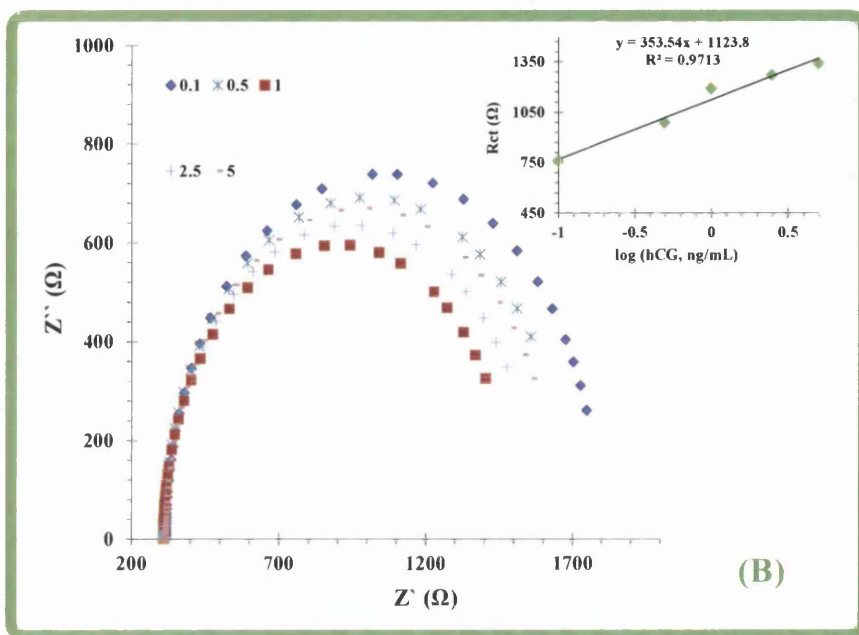 y = 353.54x + 1123.8
R² = 0.9713
1350
1050
750
450
Rct (Ω)
-1 -0.5 0 0.5
log (hCG, ng/mL)
1000
800
600
400
200
0
Z`` (Ω)
0.1 0.5 1
2.5 5
200 700 1200 1700
Z` (Ω)
(B)